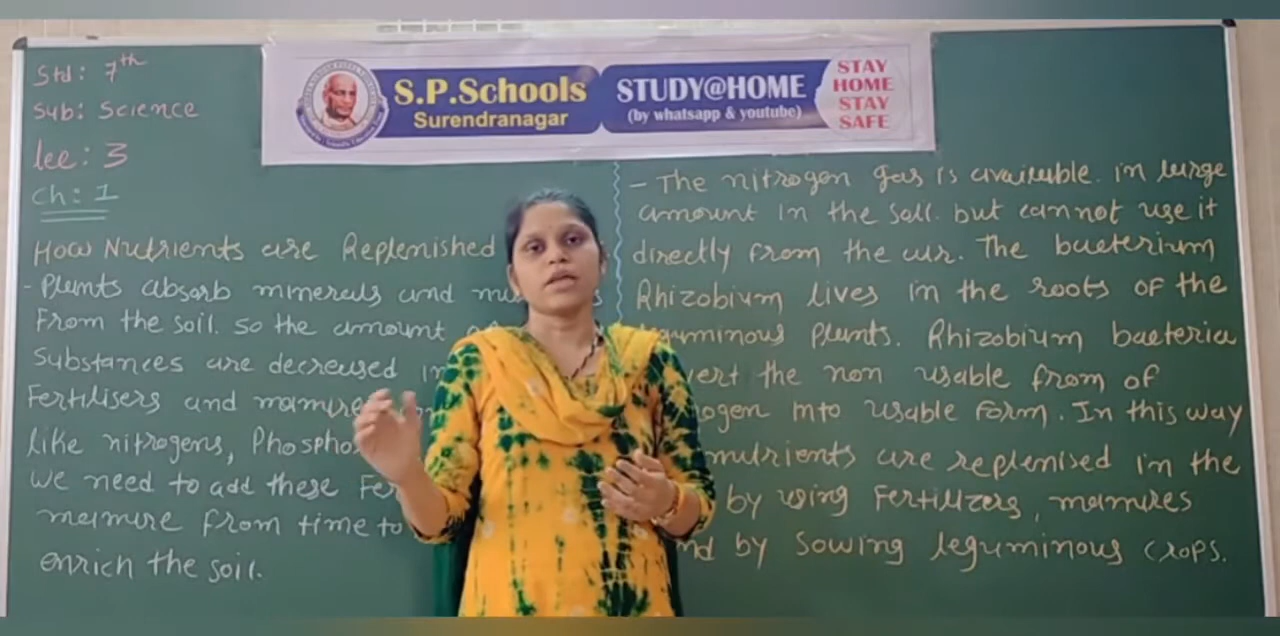 Std: 7th
Sub: Science
lec: 3
Ch: 1
S.P.Schools
Surendranagar
STUDY@HOME
(by whatsapp & youtube)
STAY
HOME
STAY
SAFE
How Nutrients are Replenished
- Plants absorb minerals and
From the soil. So the amount
Substances are decreased in
Fertilisers and manure
like nitrogens,
we need to add these
manure from time to
enrich the soil.
- The nitrogen gas is available in large
amount in the soil. but cannot use it
directly from the air. The bacterium
Rhizobium lives in the roots of the
plants. Rhizobium bacteria
the non usable from of
into usable form. In this way
nutrients are replenised in the
by using Fertilizers, manures
by sowing leguminous crops.